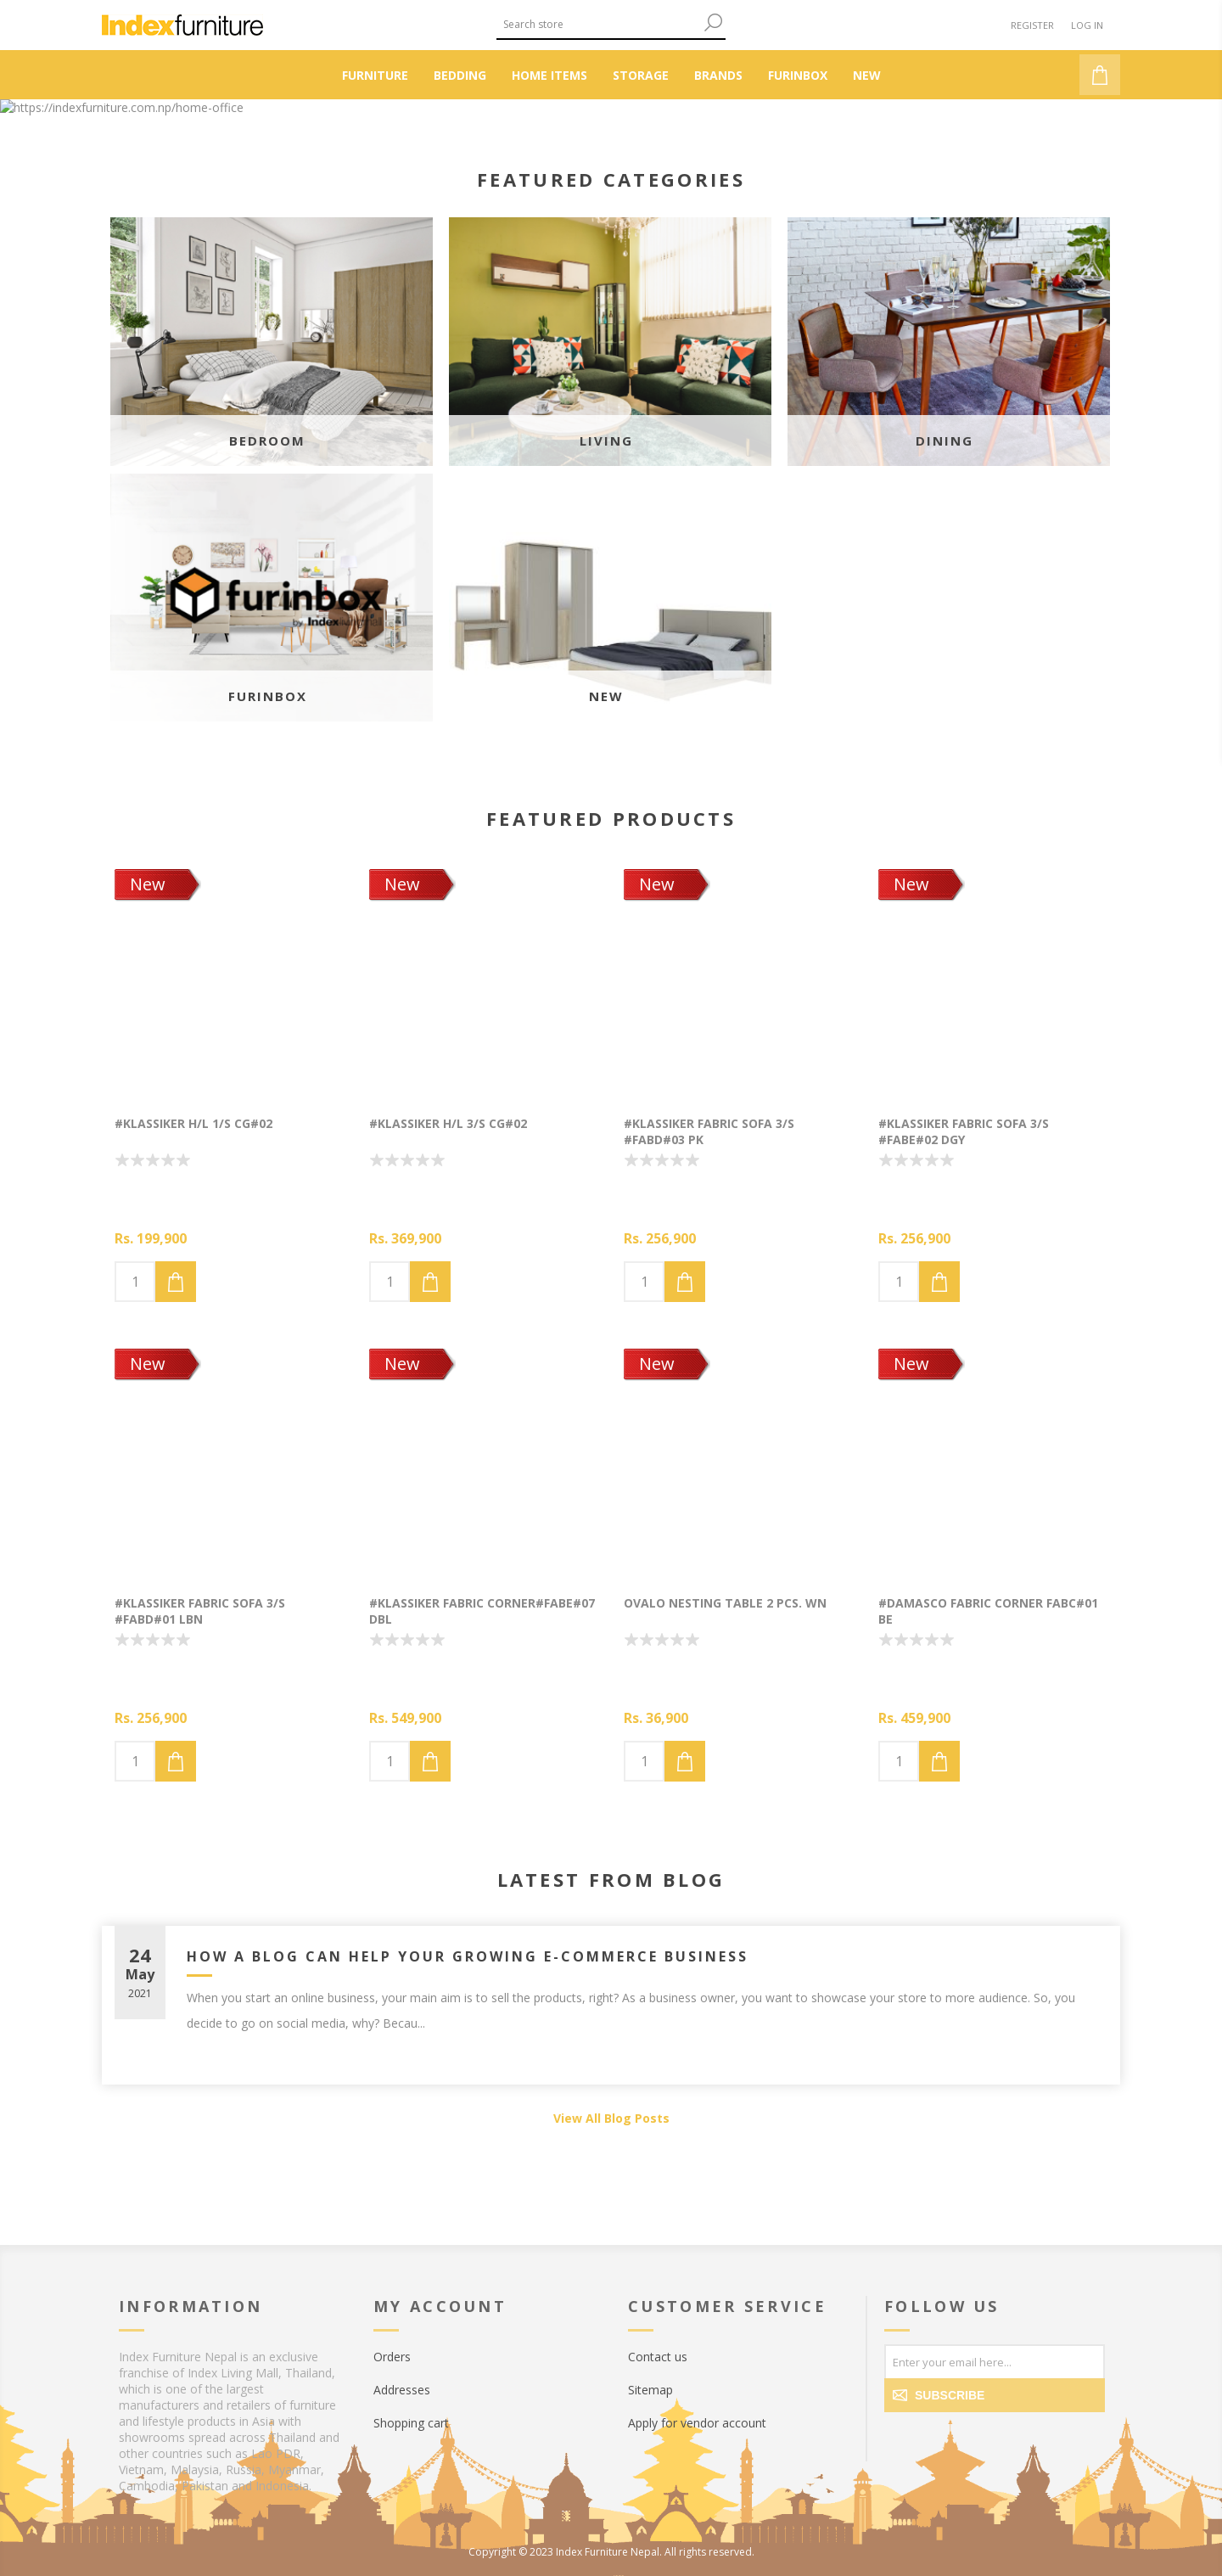 Indexfurniture
Search store
REGISTER
LOG IN
FURNITURE
BEDDING
HOME ITEMS
STORAGE
BRANDS
FURINBOX
NEW
https://indexfurniture.com.np/home-office
FEATURED CATEGORIES
BEDROOM
LIVING
DINING
furinbox
by Index
FURINBOX
NEW
FEATURED PRODUCTS
New
New
New
New
#KLASSIKER H/L 1/S CG#02
#KLASSIKER H/L 3/S CG#02
#KLASSIKER FABRIC SOFA 3/S
#FABD#03 PK
#KLASSIKER FABRIC SOFA 3/S
#FABE#02 DGY
Rs. 199,900
Rs. 369,900
Rs. 256,900
Rs. 256,900
1
1
1
1
New
New
New
New
#KLASSIKER FABRIC SOFA 3/S
#FABD#01 LBN
#KLASSIKER FABRIC CORNER#FABE#07
DBL
OVALO NESTING TABLE 2 PCS. WN
#DAMASCO FABRIC CORNER FABC#01
BE
Rs. 256,900
Rs. 549,900
Rs. 36,900
Rs. 459,900
1
1
1
1
LATEST FROM BLOG
24
May
2021
HOW A BLOG CAN HELP YOUR GROWING E-COMMERCE BUSINESS
When you start an online business, your main aim is to sell the products, right? As a business owner, you want to showcase your store to more audience. So, you
decide to go on social media, why? Becau...
View All Blog Posts
INFORMATION
Index Furniture Nepal is an exclusive
franchise of Index Living Mall, Thailand,
which is one of the largest
manufacturers and retailers of furniture
and lifestyle products in Asia with
showrooms spread across Thailand and
other countries such as Lao PDR,
Vietnam, Malaysia, Russia, Myanmar,
Cambodia, Pakistan and Indonesia.
MY ACCOUNT
Orders
Addresses
Shopping cart
CUSTOMER SERVICE
Contact us
Sitemap
Apply for vendor account
FOLLOW US
Enter your email here...
SUBSCRIBE
Copyright © 2023 Index Furniture Nepal. All rights reserved.